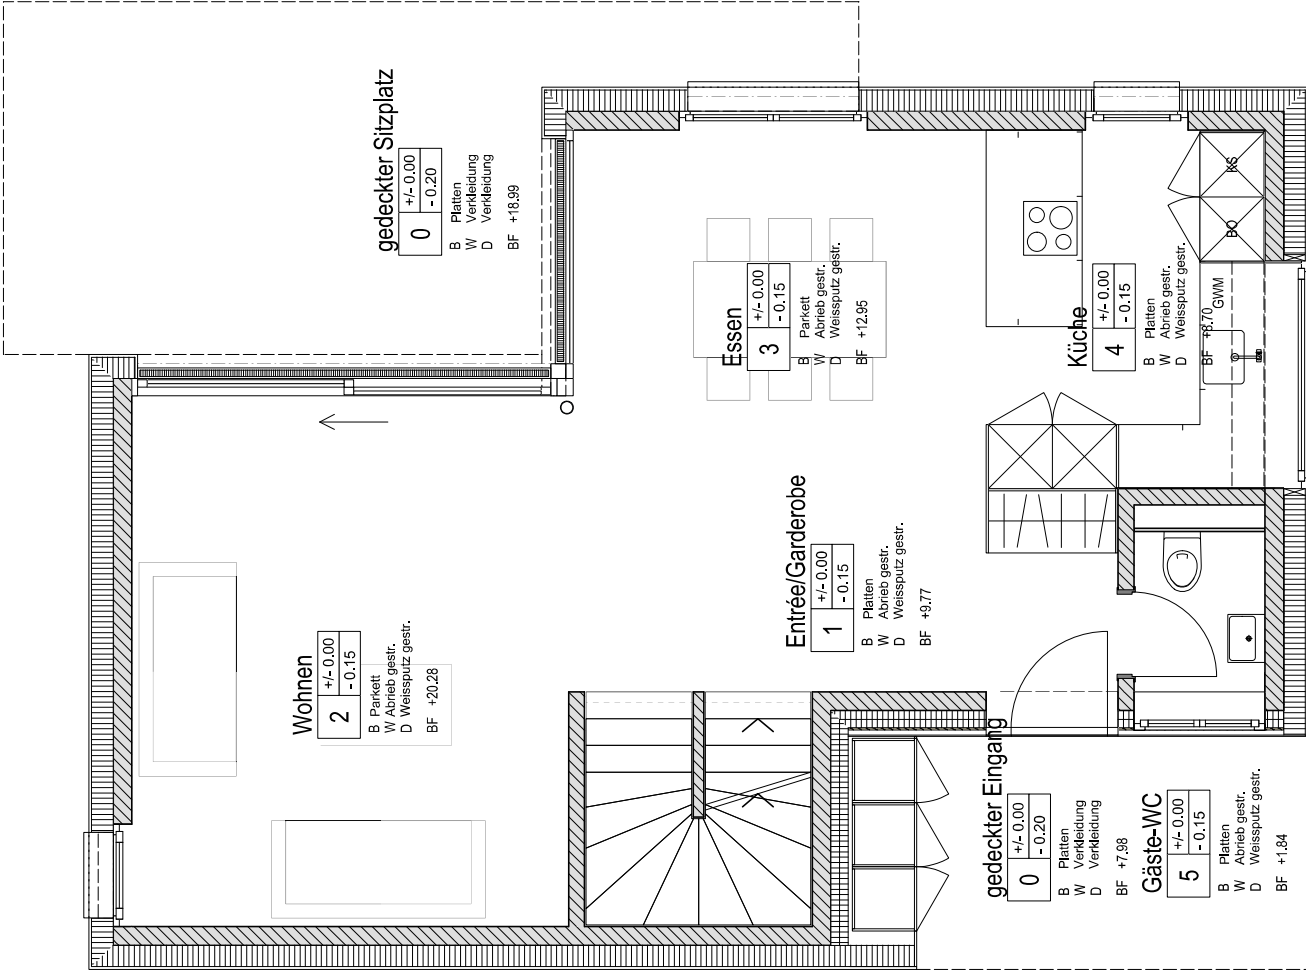 gedeckter Sitzplatz
0
+/- 0.00
- 0.20
B Platten
W Verkleidung
D Verkleidung
BF +18.99
Wohnen
2
+/- 0.00
- 0.15
B Parkett
W Abrieb gestr.
D Weissputz gestr.
BF +20.28
Essen
3
+/- 0.00
- 0.15
B Parkett
W Abrieb gestr.
D Weissputz gestr.
BF +12.95
Entrée/Garderobe
1
+/- 0.00
- 0.15
B Platten
W Abrieb gestr.
D Weissputz gestr.
BF +9.77
Küche
4
+/- 0.00
- 0.15
B Platten
W Abrieb gestr.
D Weissputz gestr.
BF +8.70
GWM
BO
KS
gedeckter Eingang
0
+/- 0.00
- 0.20
B Platten
W Verkleidung
D Verkleidung
BF +7.98
Gäste-WC
5
+/- 0.00
- 0.15
B Platten
W Abrieb gestr.
D Weissputz gestr.
BF +1.84